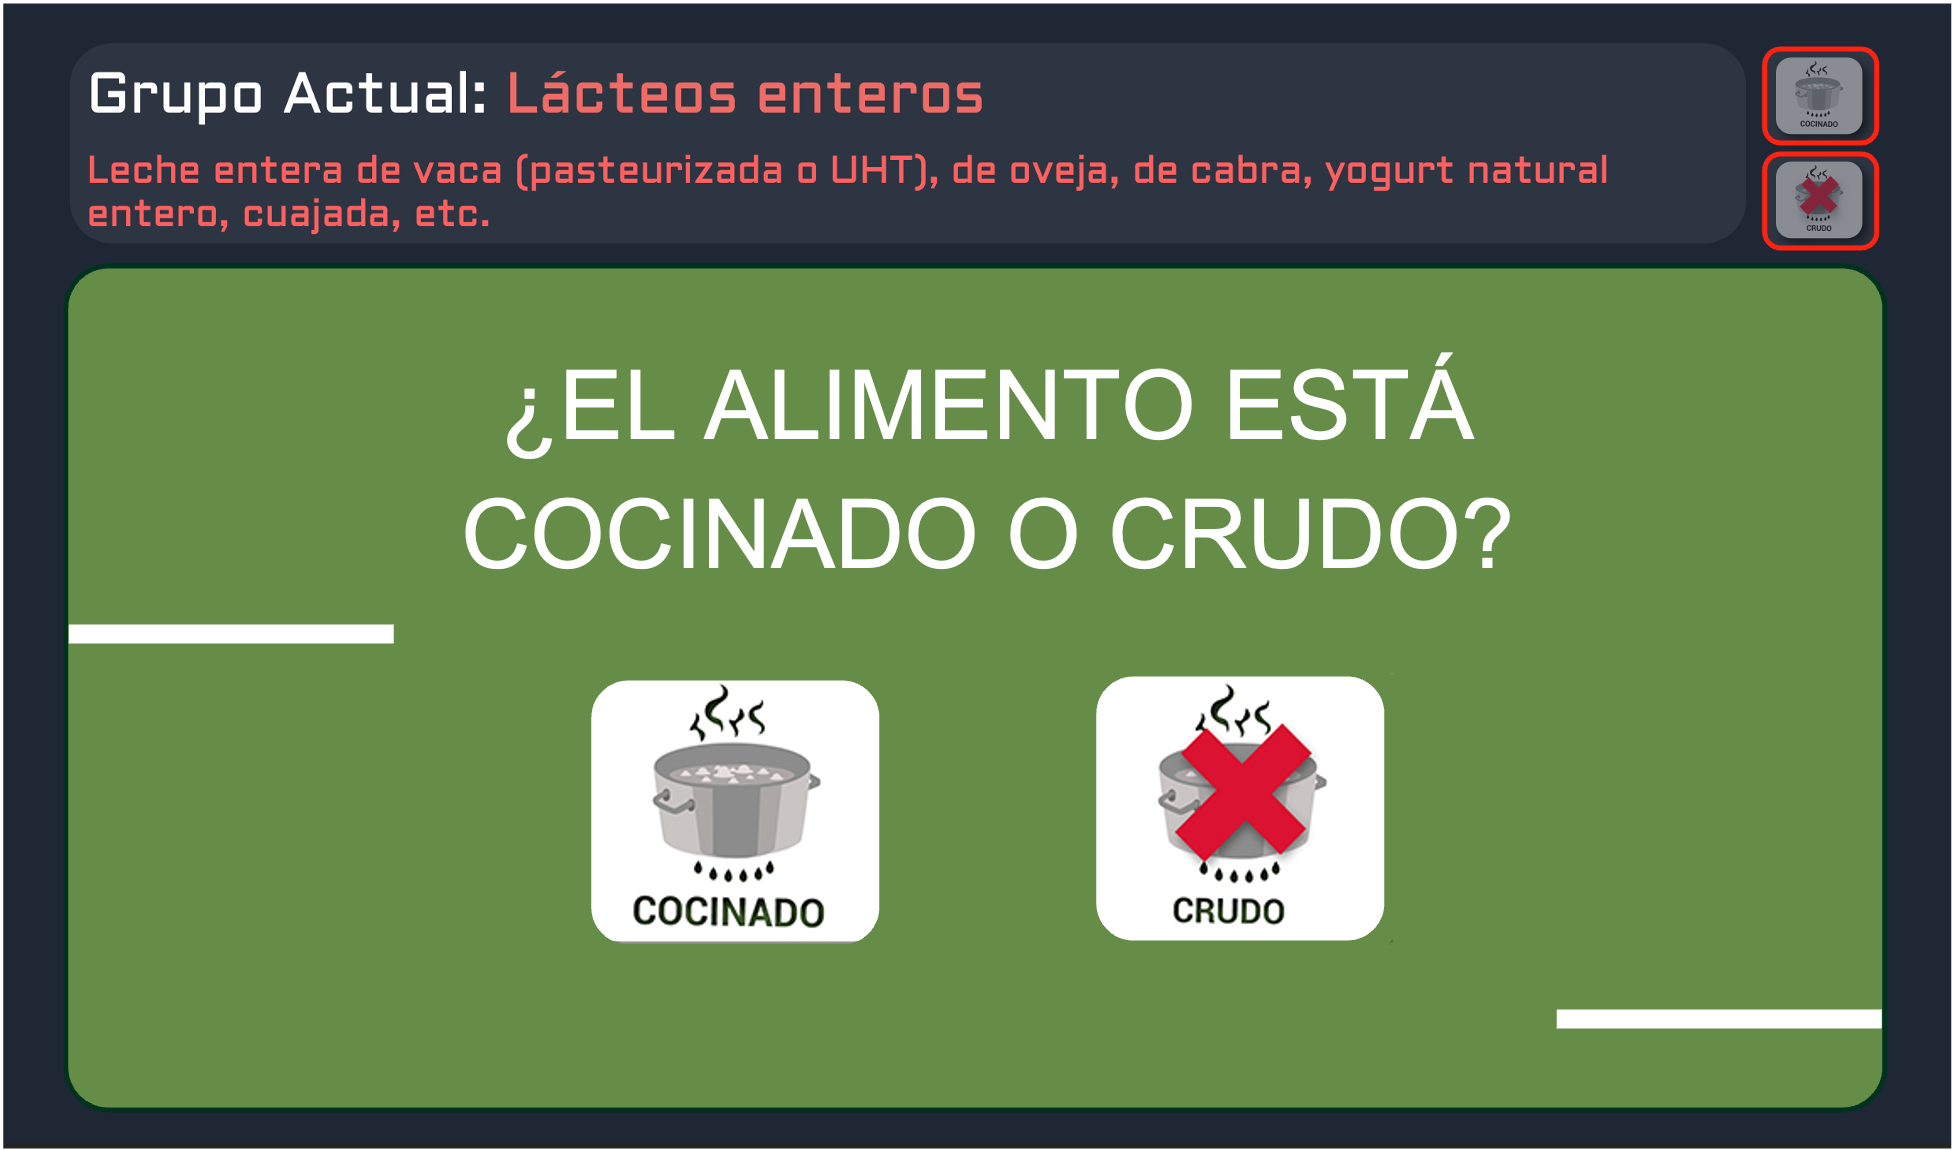 Grupo Actual: Lácteos enteros
Leche entera de vaca (pasteurizada o UHT), de oveja, de cabra, yogurt natural
entero, cuajada, etc.
COCINADO
CRUDO
¿EL ALIMENTO ESTÁ
COCINADO O CRUDO?
COCINADO
CRUDO